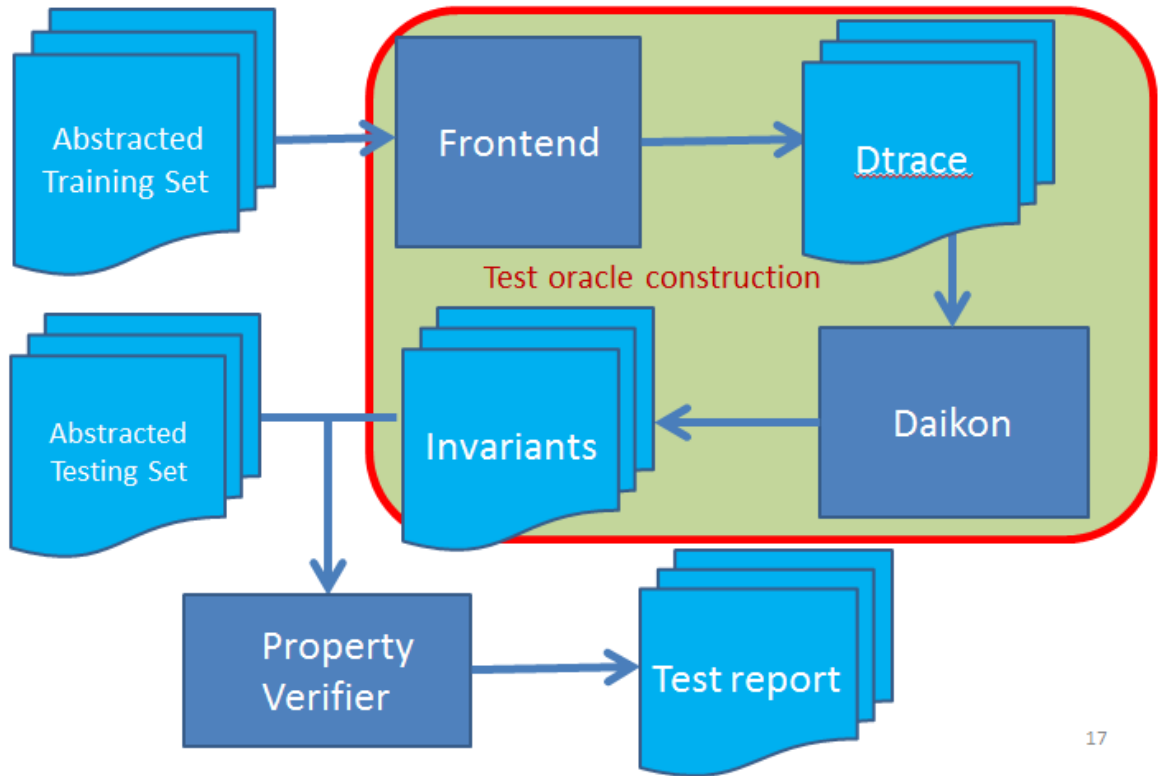 Abstracted
Training Set
Frontend
Dtrace
Test oracle construction
Abstracted
Testing Set
Invariants
Daikon
Property
Verifier
Test report
17